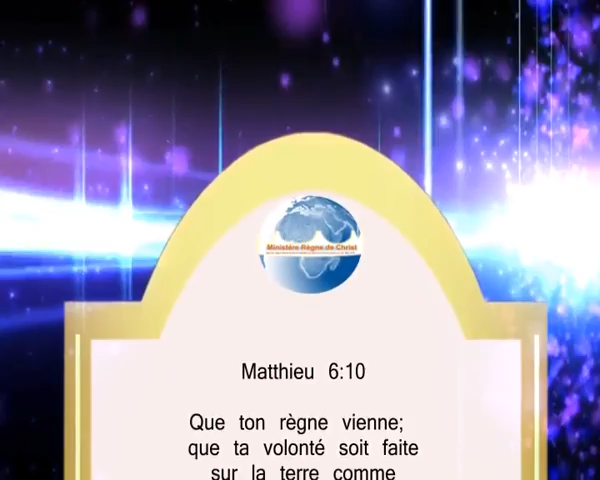 Ministère Règne de Christ
Matthieu 6:10
Que ton règne vienne;
que ta volonté soit faite
sur la terre comme